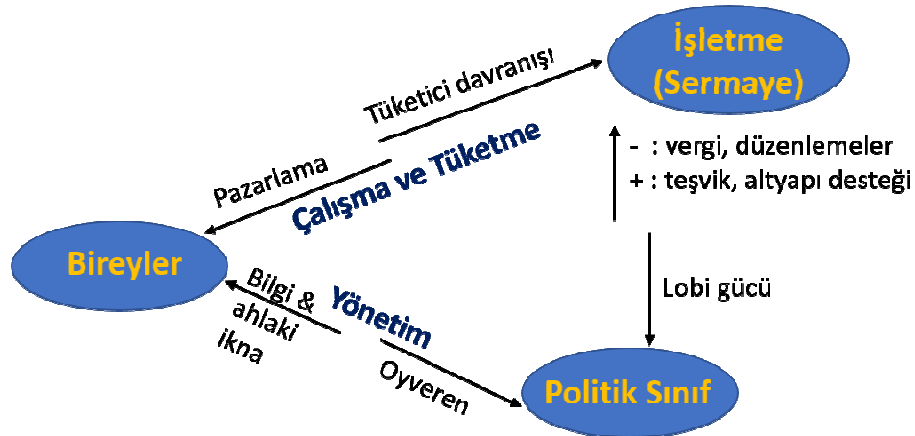 İşletme
(Sermaye)
Tüketici davranışı
Pazarlama
Çalışma ve Tüketme
- : vergi, düzenlemeler
+ : teşvik, altyapı desteği
Bireyler
Bilgi &
ahlaki
ikna
Yönetim
Oyveren
Lobi gücü
Politik Sınıf